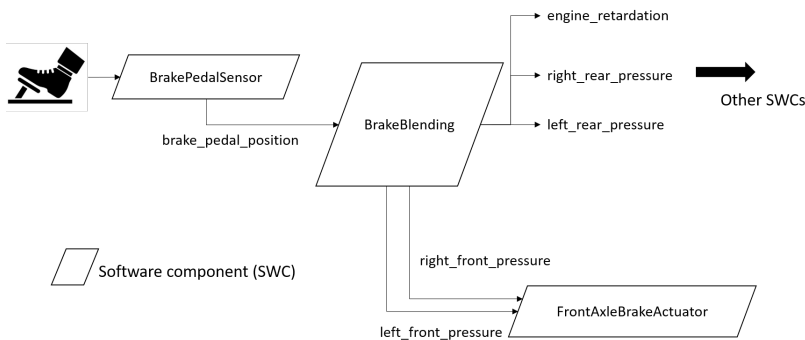 engine_retardation
BrakePedalSensor
right_rear_pressure
Other SWCs
BrakeBlending
left_rear_pressure
brake_pedal_position
right_front_pressure
Software component (SWC)
FrontAxleBrakeActuator
left_front_pressure